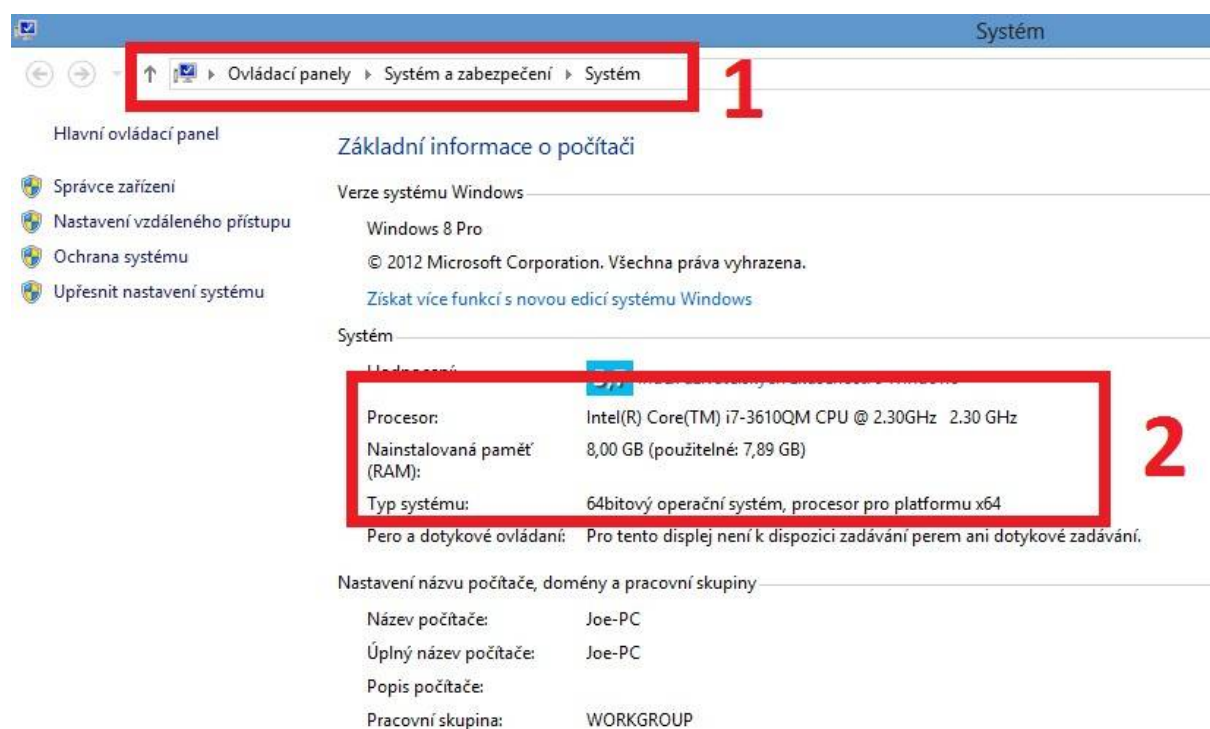 Systém
Ovládací panely Systém a zabezpečení Systém
1
Hlavní ovládací panel
Správce zařízení
Nastavení vzdáleného přístupu
Ochrana systému
Upřesnit nastavení systému
Základní informace o počítači
Verze systému Windows
Windows 8 Pro
© 2012 Microsoft Corporation. Všechna práva vyhrazena.
Získat více funkcí s novou edicí systému Windows
Systém
Procesor: Intel(R) Core(TM) i7-3610QM CPU @ 2.30GHz 2.30 GHz
Nainstalovaná paměť 8,00 GB (použitelné: 7,89 GB)
(RAM):
Typ systému: 64bitový operační systém, procesor pro platformu x64
2
Pero a dotykové ovládaní: Pro tento displej není k dispozici zadávání perem ani dotykové zadávání.
Nastavení názvu počítače, domény a pracovní skupiny
Název počítače: Joe-PC
Úplný název počítače: Joe-PC
Popis počítače:
Pracovní skupina: WORKGROUP